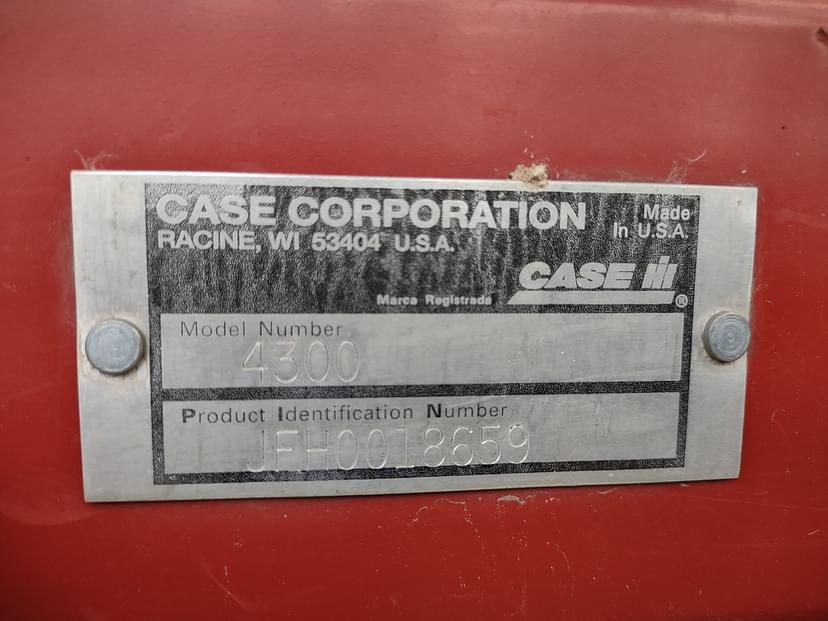 CASE CORPORATION
RACINE, WI 53404 U.S.A.
Made
In U.S.A.
CASE IH
Marca Registrada
®
Model Number
4300
Product Identification Number
JFH0018659